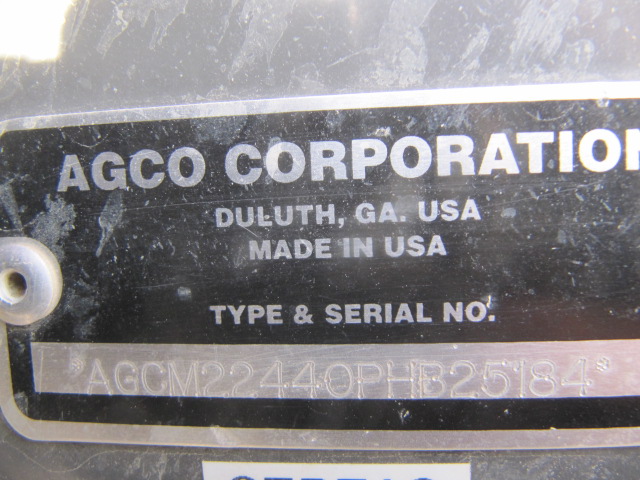 AGCO CORPORATION
DULUTH, GA. USA
MADE IN USA
TYPE & SERIAL NO.
*AGCM22440PHB25184*